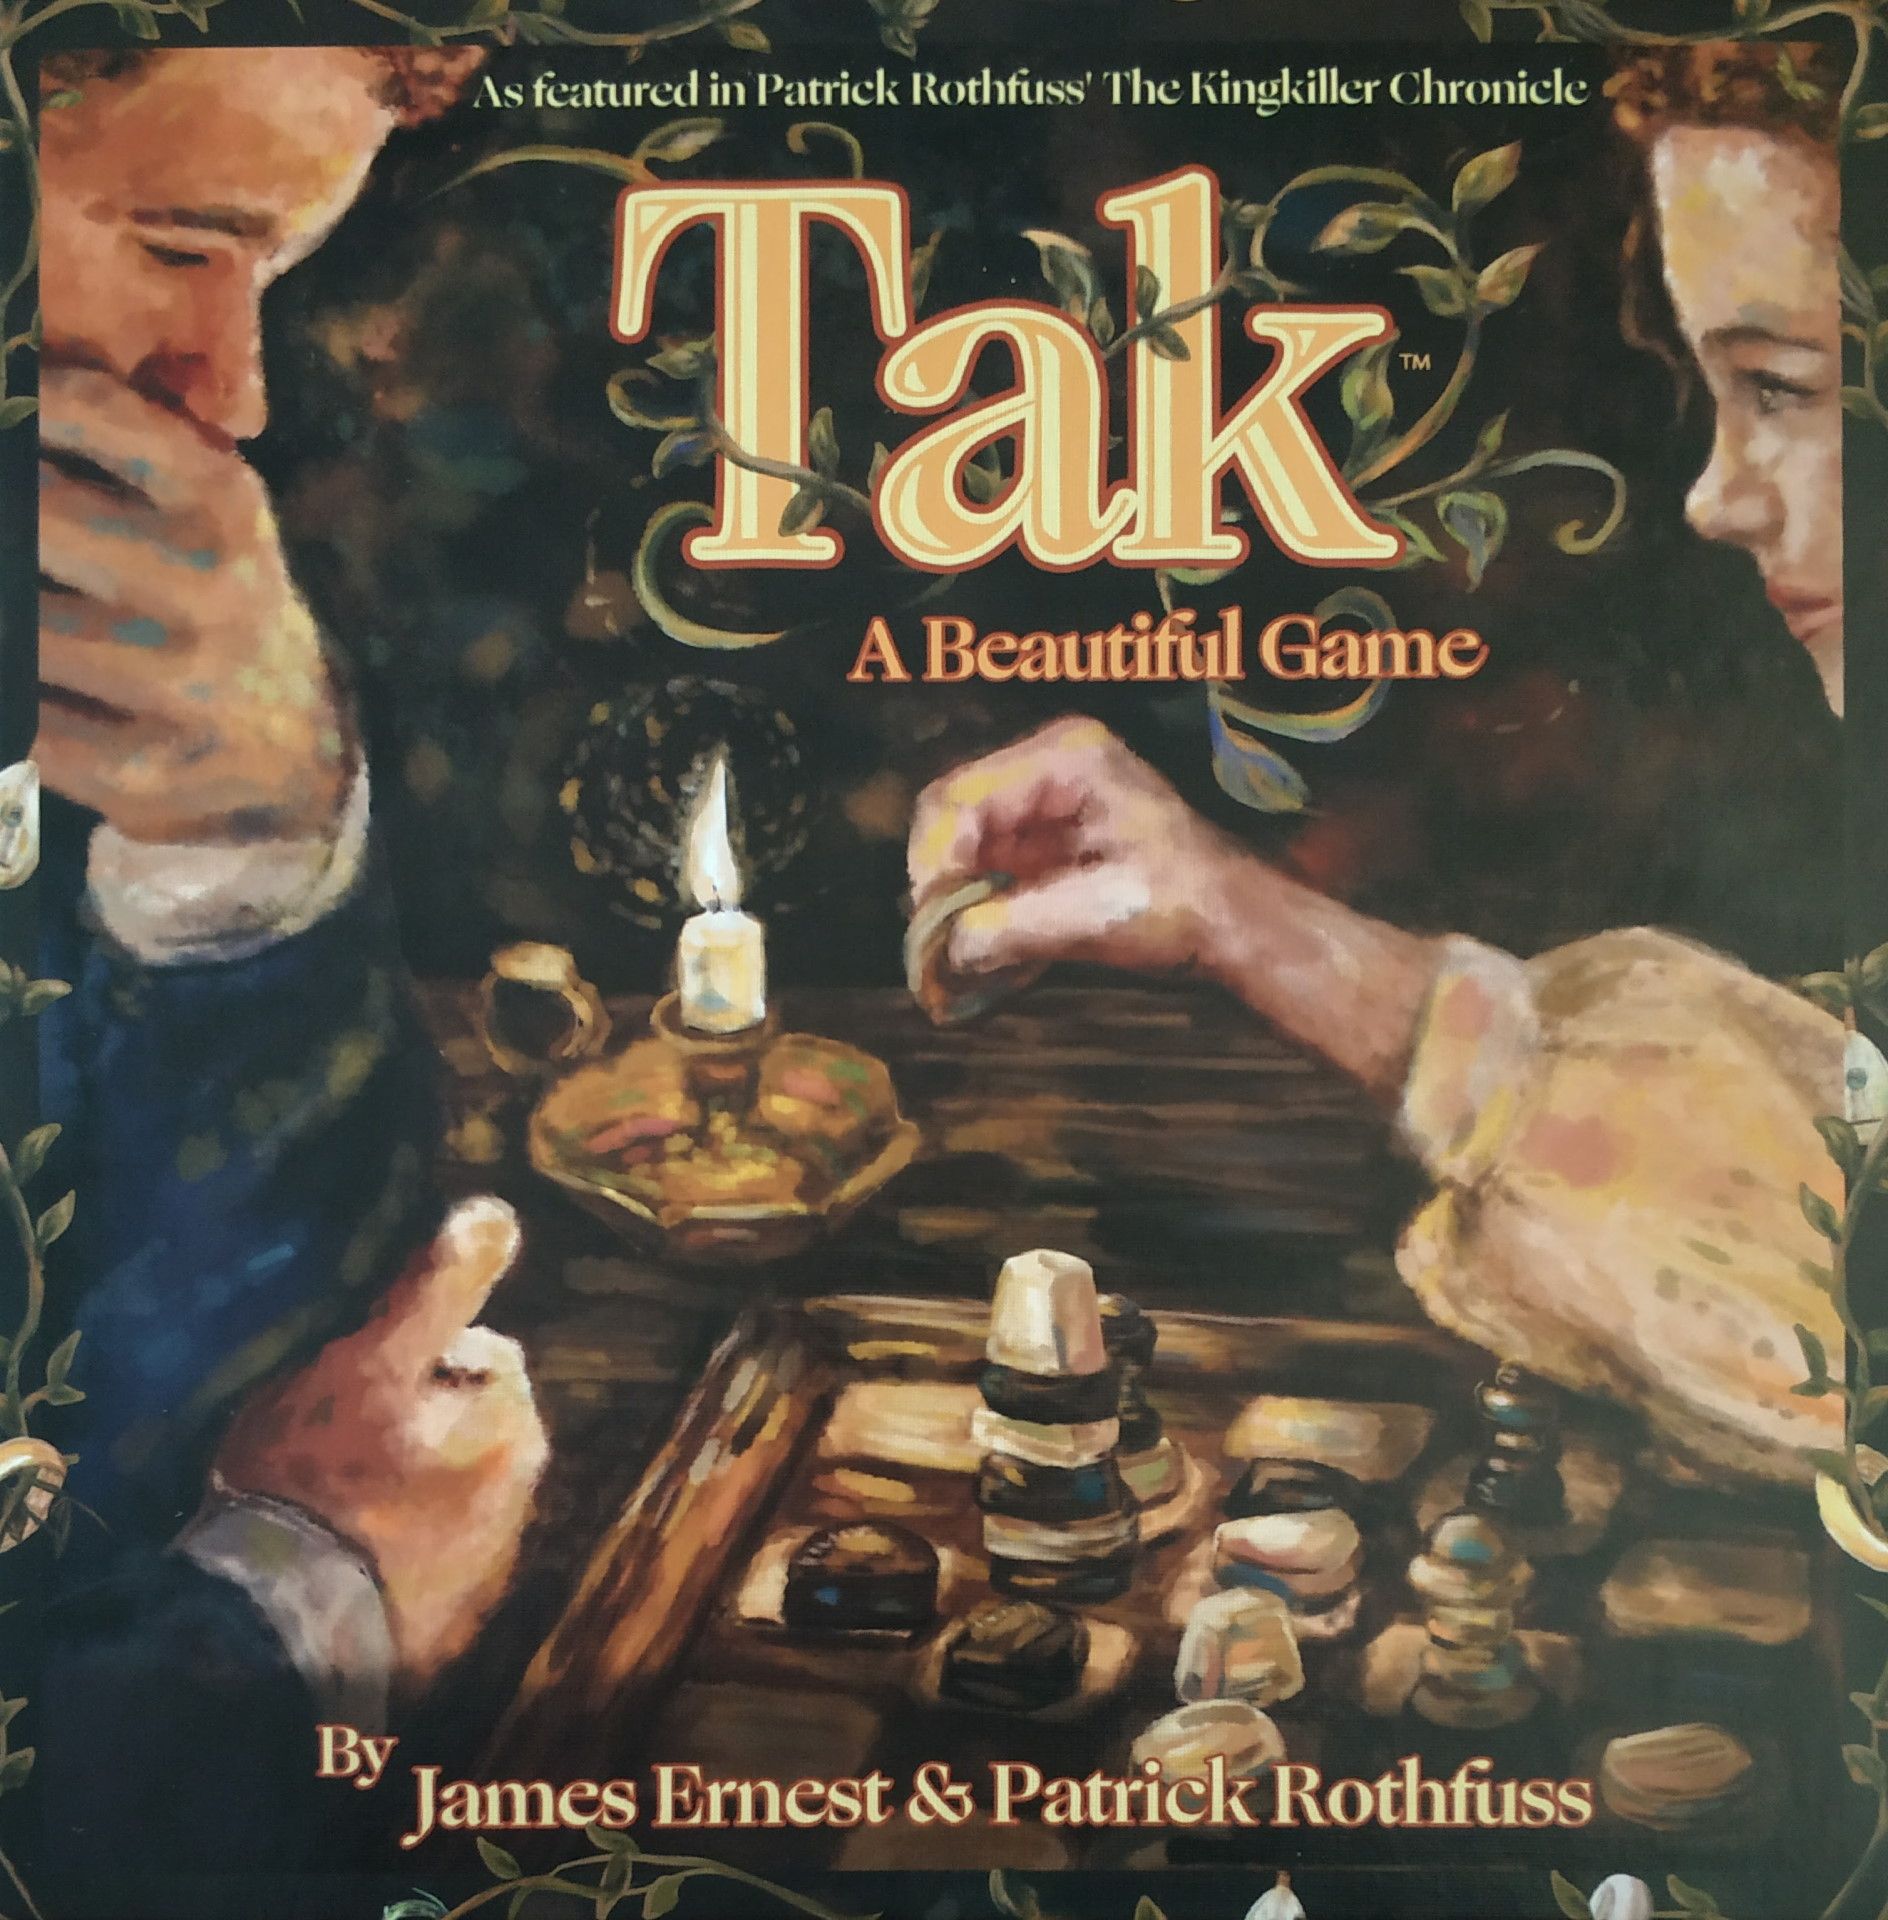 As featured in Patrick Rothfuss' The Kingkiller Chronicle
Tak™
A Beautiful Game
By
James Ernest & Patrick Rothfuss